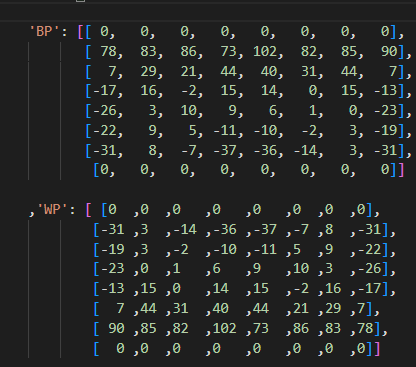 'BP': [[ 0, 0, 0, 0, 0, 0, 0, 0],
[ 78, 83, 86, 73, 102, 82, 85, 90],
[ 7, 29, 21, 44, 40, 31, 44, 7],
[-17, 16, -2, 15, 14, 0, 15, -13],
[-26, 3, 10, 9, 6, 1, 0, -23],
[-22, 9, 5, -11, -10, -2, 3, -19],
[-31, 8, -7, -37, -36, -14, 3, -31],
[0, 0, 0, 0, 0, 0, 0, 0]]
,'WP': [ [0 ,0 ,0 ,0 ,0 ,0 ,0 ,0],
[-31 ,3 ,-14 ,-36 ,-37 ,-7 ,8 ,-31],
[-19 ,3 ,-2 ,-10 ,-11 ,5 ,9 ,-22],
[-23 ,0 ,1 ,6 ,9 ,10 ,3 ,-26],
[-13 ,15 ,0 ,14 ,15 ,-2 ,16 ,-17],
[ 7 ,44 ,31 ,40 ,44 ,21 ,29 ,7],
[ 90 ,85 ,82 ,102 ,73 ,86 ,83 ,78],
[ 0 ,0 ,0 ,0 ,0 ,0 ,0 ,0]]